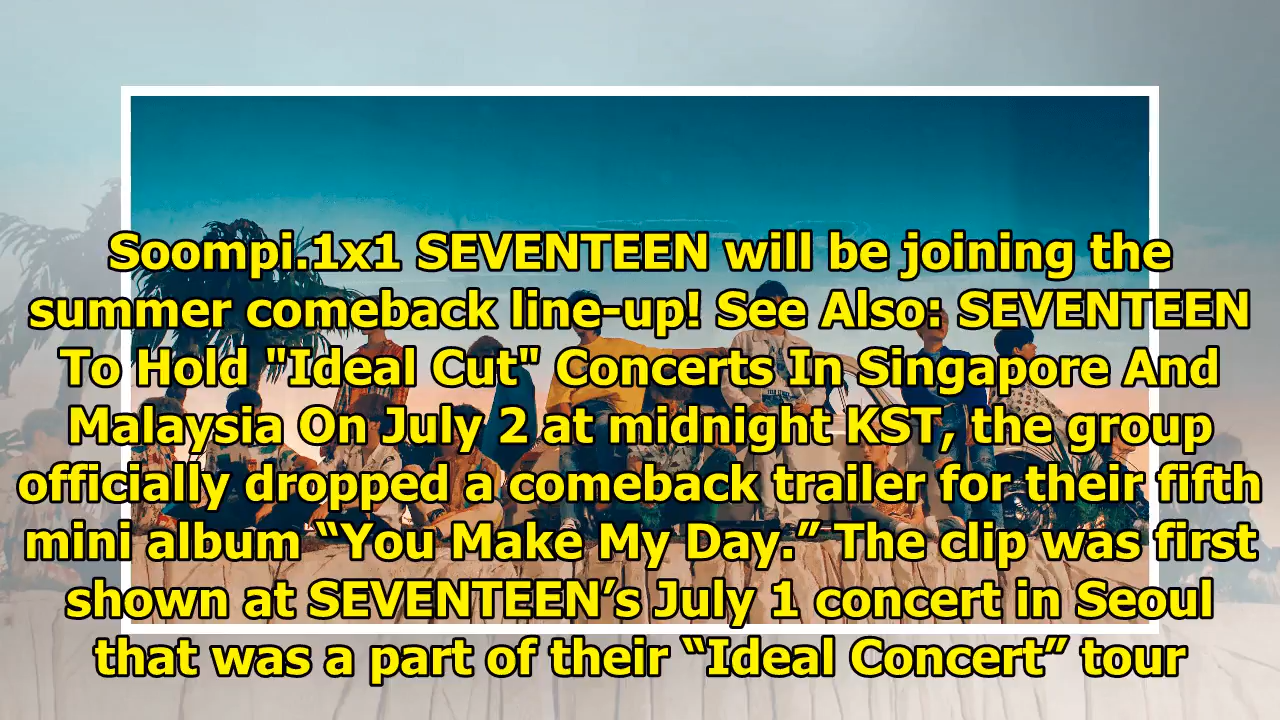 Soompi.1x1 SEVENTEEN will be joining the
summer comeback line-up! See Also: SEVENTEEN
To Hold "Ideal Cut" Concerts In Singapore And
Malaysia On July 2 at midnight KST, the group
officially dropped a comeback trailer for their fifth
mini album “You Make My Day.” The clip was first
shown at SEVENTEEN’s July 1 concert in Seoul
that was a part of their “Ideal Concert” tour